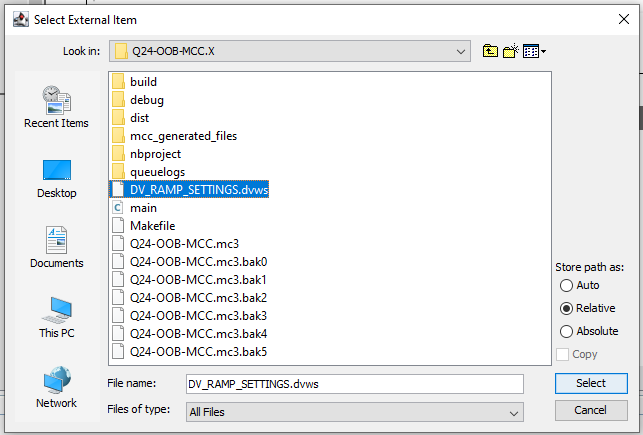 Select External Item
Look in: Q24-OOB-MCC.X
Recent Items
Desktop
Documents
This PC
Network
build
debug
dist
mcc_generated_files
nbproject
queuelogs
DV_RAMP_SETTINGS.dvws
main
Makefile
Q24-OOB-MCC.mc3
Q24-OOB-MCC.mc3.bak0
Q24-OOB-MCC.mc3.bak1
Q24-OOB-MCC.mc3.bak2
Q24-OOB-MCC.mc3.bak3
Q24-OOB-MCC.mc3.bak4
Q24-OOB-MCC.mc3.bak5
Store path as:
Auto
Relative
Absolute
Copy
File name: DV_RAMP_SETTINGS.dvws
Select
Files of type: All Files
Cancel